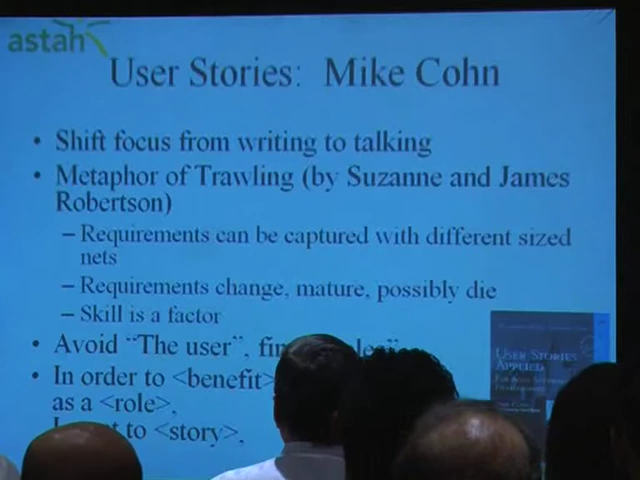 astah
User Stories: Mike Cohn
• Shift focus from writing to talking
• Metaphor of Trawling (by Suzanne and James
Robertson)
– Requirements can be captured with different sized
nets
– Requirements change, mature, possibly die
– Skill is a factor
• Avoid "The user",
• In order to <benefit>
as a <role>,
to <story>,
USER STORIES
APPLIED